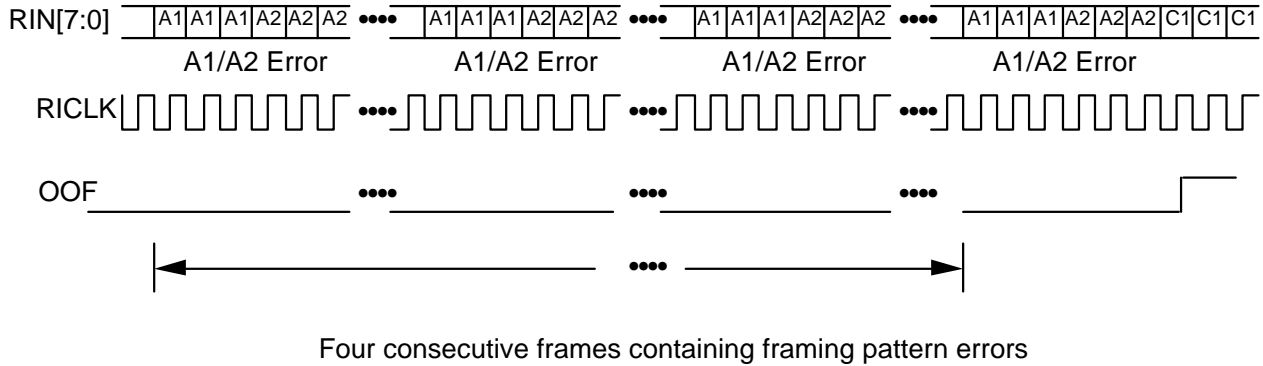 RIN[7:0] A1 A1 A1 A2 A2 A2 •••• A1 A1 A1 A2 A2 A2 •••• A1 A1 A1 A2 A2 A2 •••• A1 A1 A1 A2 A2 A2 C1 C1 C1
A1/A2 Error A1/A2 Error A1/A2 Error A1/A2 Error
RICLK •••• •••• ••••
OOF •••• •••• ••••
••••
Four consecutive frames containing framing pattern errors